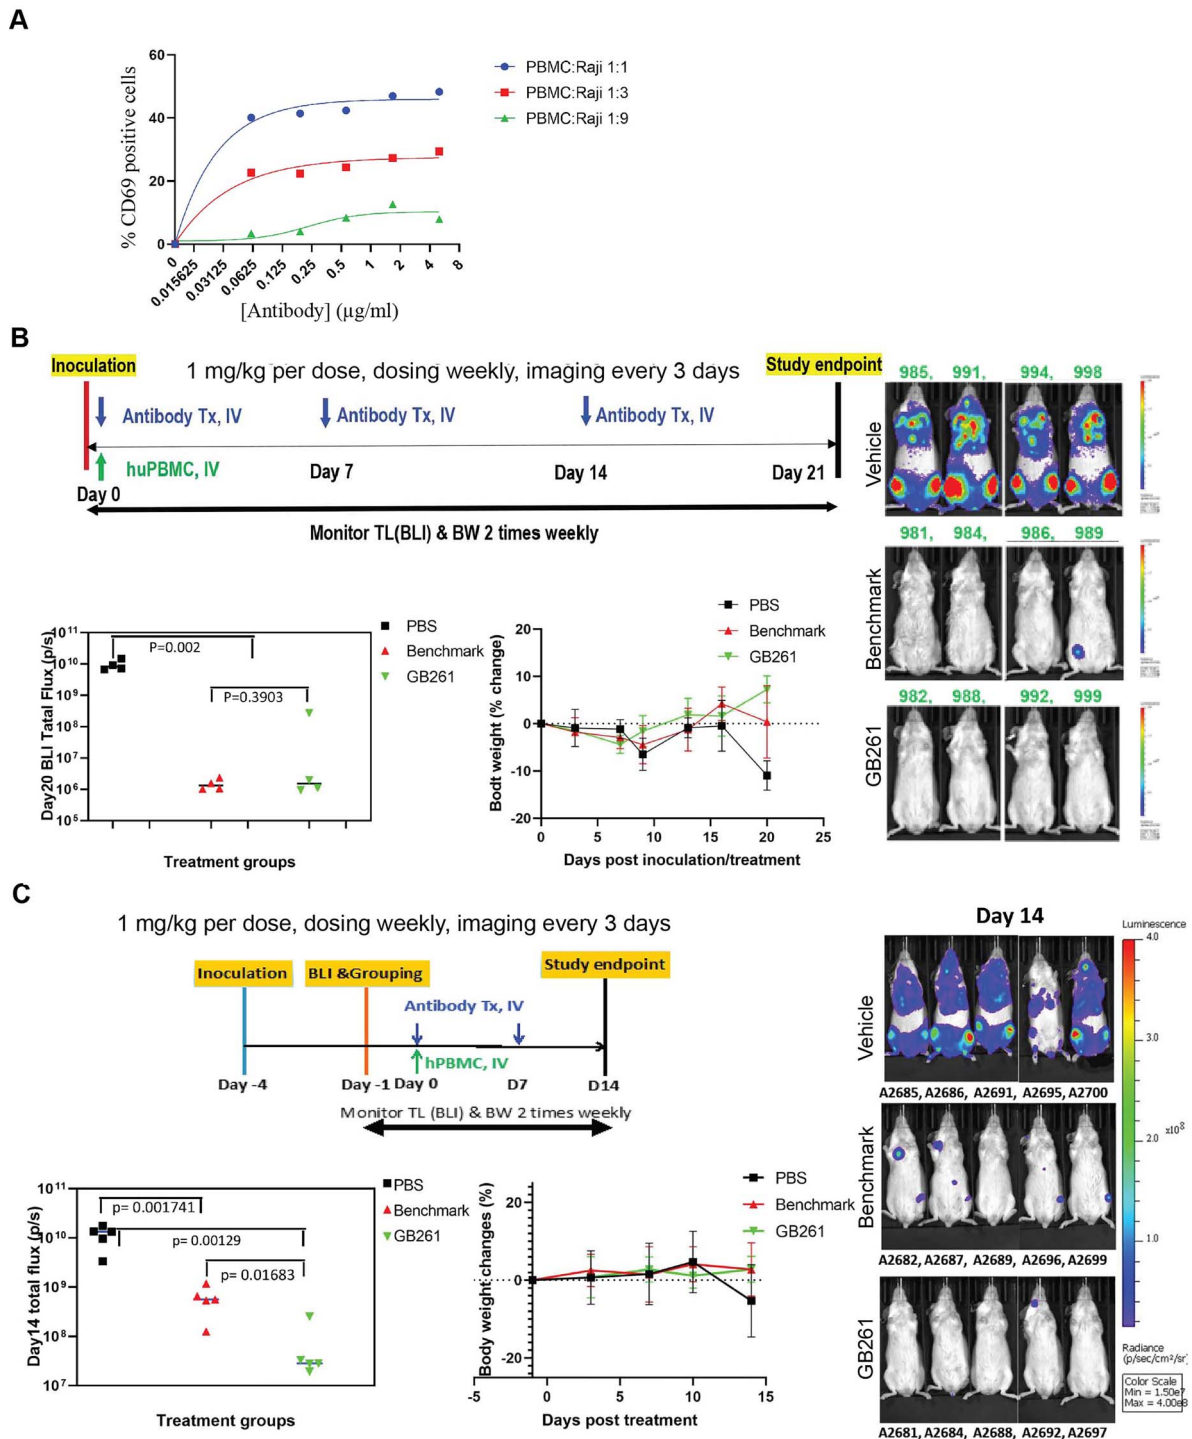 A
60
40
20
0
% CD69 positive cells
0
0.015625
0.03125
0.0625
0.125
0.25
0.5
1
2
4
8
[Antibody] (µg/ml)
PBMC:Raji 1:1
PBMC:Raji 1:3
PBMC:Raji 1:9
B
Inoculation
1 mg/kg per dose, dosing weekly, imaging every 3 days
Study endpoint
Antibody Tx, IV
Antibody Tx, IV
Antibody Tx, IV
huPBMC, IV
Day 0
Day 7
Day 14
Day 21
Monitor TL(BLI) & BW 2 times weekly
985, 991, 994, 998
Vehicle
981, 984, 986, 989
Benchmark
982, 988, 992, 999
GB261
Day20 BLI Tatal Flux (p/s)
10¹¹
10¹⁰
10⁹
10⁸
10⁷
10⁶
10⁵
P=0.002
P=0.3903
PBS
Benchmark
GB261
Treatment groups
Bodt weight (% change)
20
10
0
-10
-20
0 5 10 15 20 25
Days post inoculation/treatment
PBS
Benchmark
GB261
C
1 mg/kg per dose, dosing weekly, imaging every 3 days
Inoculation
BLI &Grouping
Study endpoint
Antibody Tx, IV
hPBMC, IV
Day -4
Day -1
Day 0
D7
D14
Monitor TL (BLI) & BW 2 times weekly
Day14 total flux (p/s)
10¹¹
10¹⁰
10⁹
10⁸
10⁷
p= 0.001741
p= 0.00129
p= 0.01683
PBS
Benchmark
GB261
Treatment groups
Body weight changes (%)
20
0
-20
-5 0 5 10 15
Days post treatment
PBS
Benchmark
GB261
Day 14
Vehicle
A2685, A2686, A2691, A2695, A2700
Benchmark
A2682, A2687, A2689, A2696, A2699
GB261
A2681, A2684, A2688, A2692, A2697
Luminescence
4.0
3.0
2.0
x10⁸
1.0
Radiance
(p/sec/cm²/sr)
Color Scale
Min = 1.50e7
Max = 4.00e8